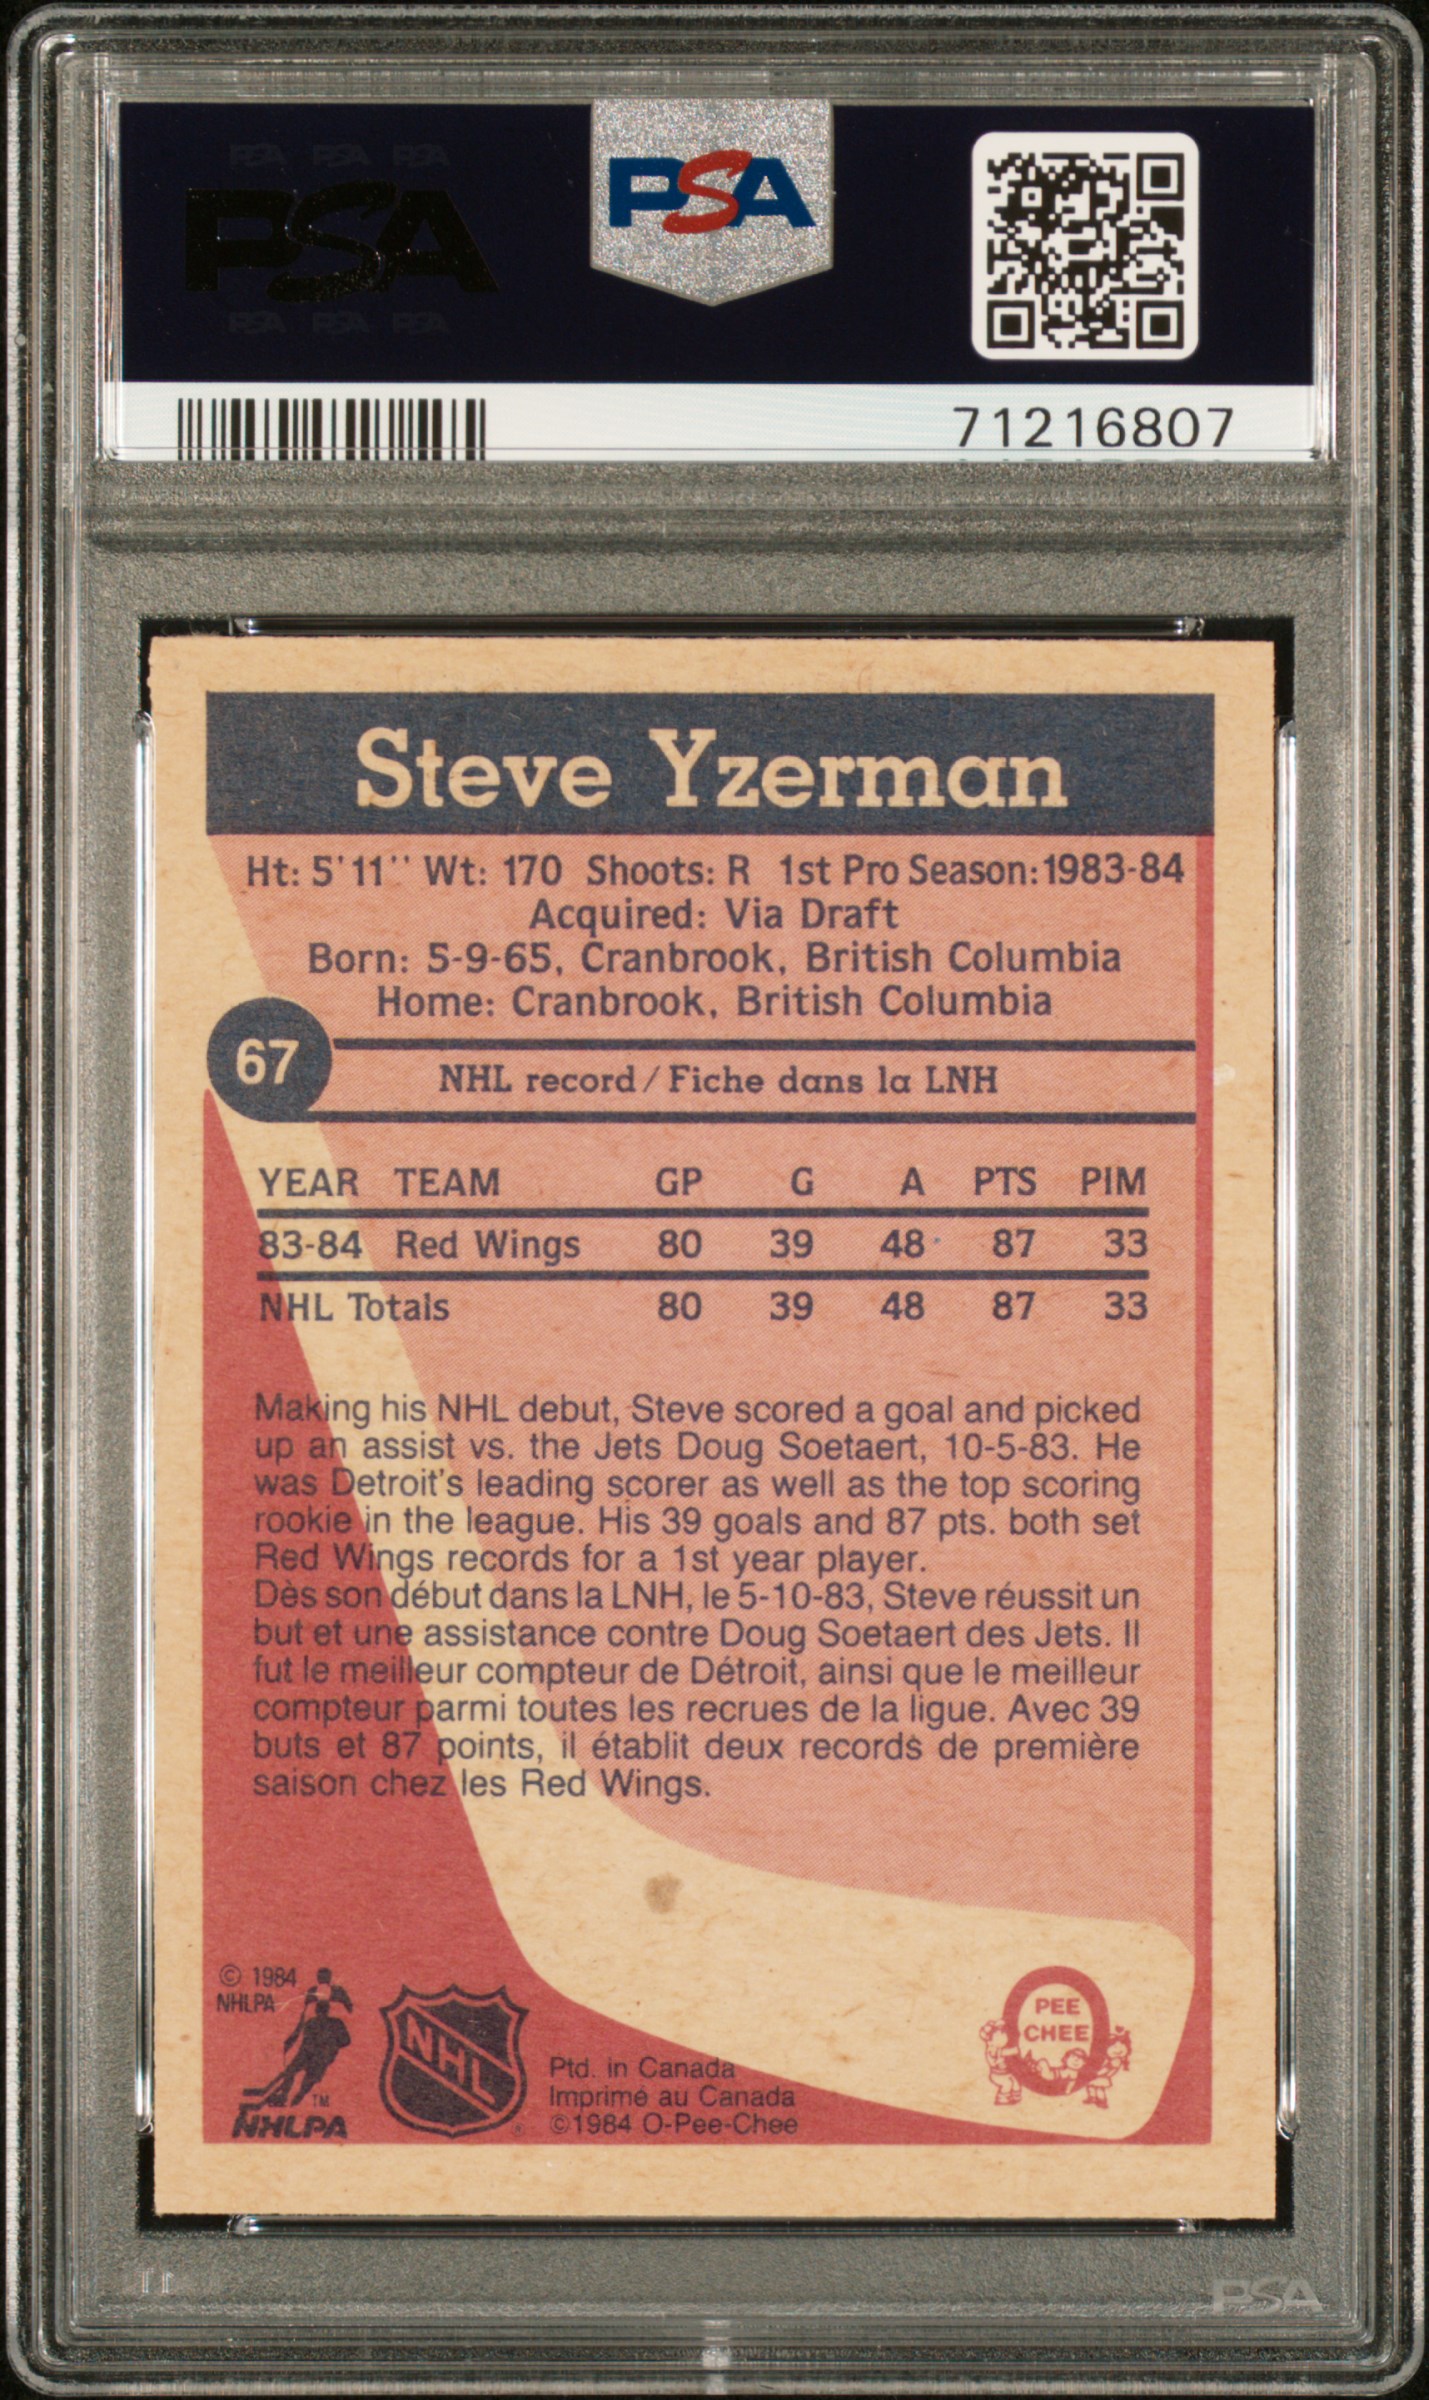 PSA PSA PSA
PSA
PSA PSA PSA
PSA
71216807
Steve Yzerman
Ht: 5'11'' Wt: 170 Shoots: R 1st Pro Season: 1983-84
Acquired: Via Draft
Born: 5-9-65, Cranbrook, British Columbia
Home: Cranbrook, British Columbia
67
NHL record / Fiche dans la LNH
YEAR TEAM GP G A PTS PIM
83-84 Red Wings 80 39 48 87 33
NHL Totals 80 39 48 87 33
Making his NHL debut, Steve scored a goal and picked
up an assist vs. the Jets Doug Soetaert, 10-5-83. He
was Detroit's leading scorer as well as the top scoring
rookie in the league. His 39 goals and 87 pts. both set
Red Wings records for a 1st year player.
Dès son début dans la LNH, le 5-10-83, Steve réussit un
but et une assistance contre Doug Soetaert des Jets. Il
fut le meilleur compteur de Détroit, ainsi que le meilleur
compteur parmi toutes les recrues de la ligue. Avec 39
buts et 87 points, il établit deux records de première
saison chez les Red Wings.
© 1984
NHLPA
TM
NHLPA
NHL
Ptd. in Canada
Imprimé au Canada
©1984 O-Pee-Chee
PEE
CHEE
PSA